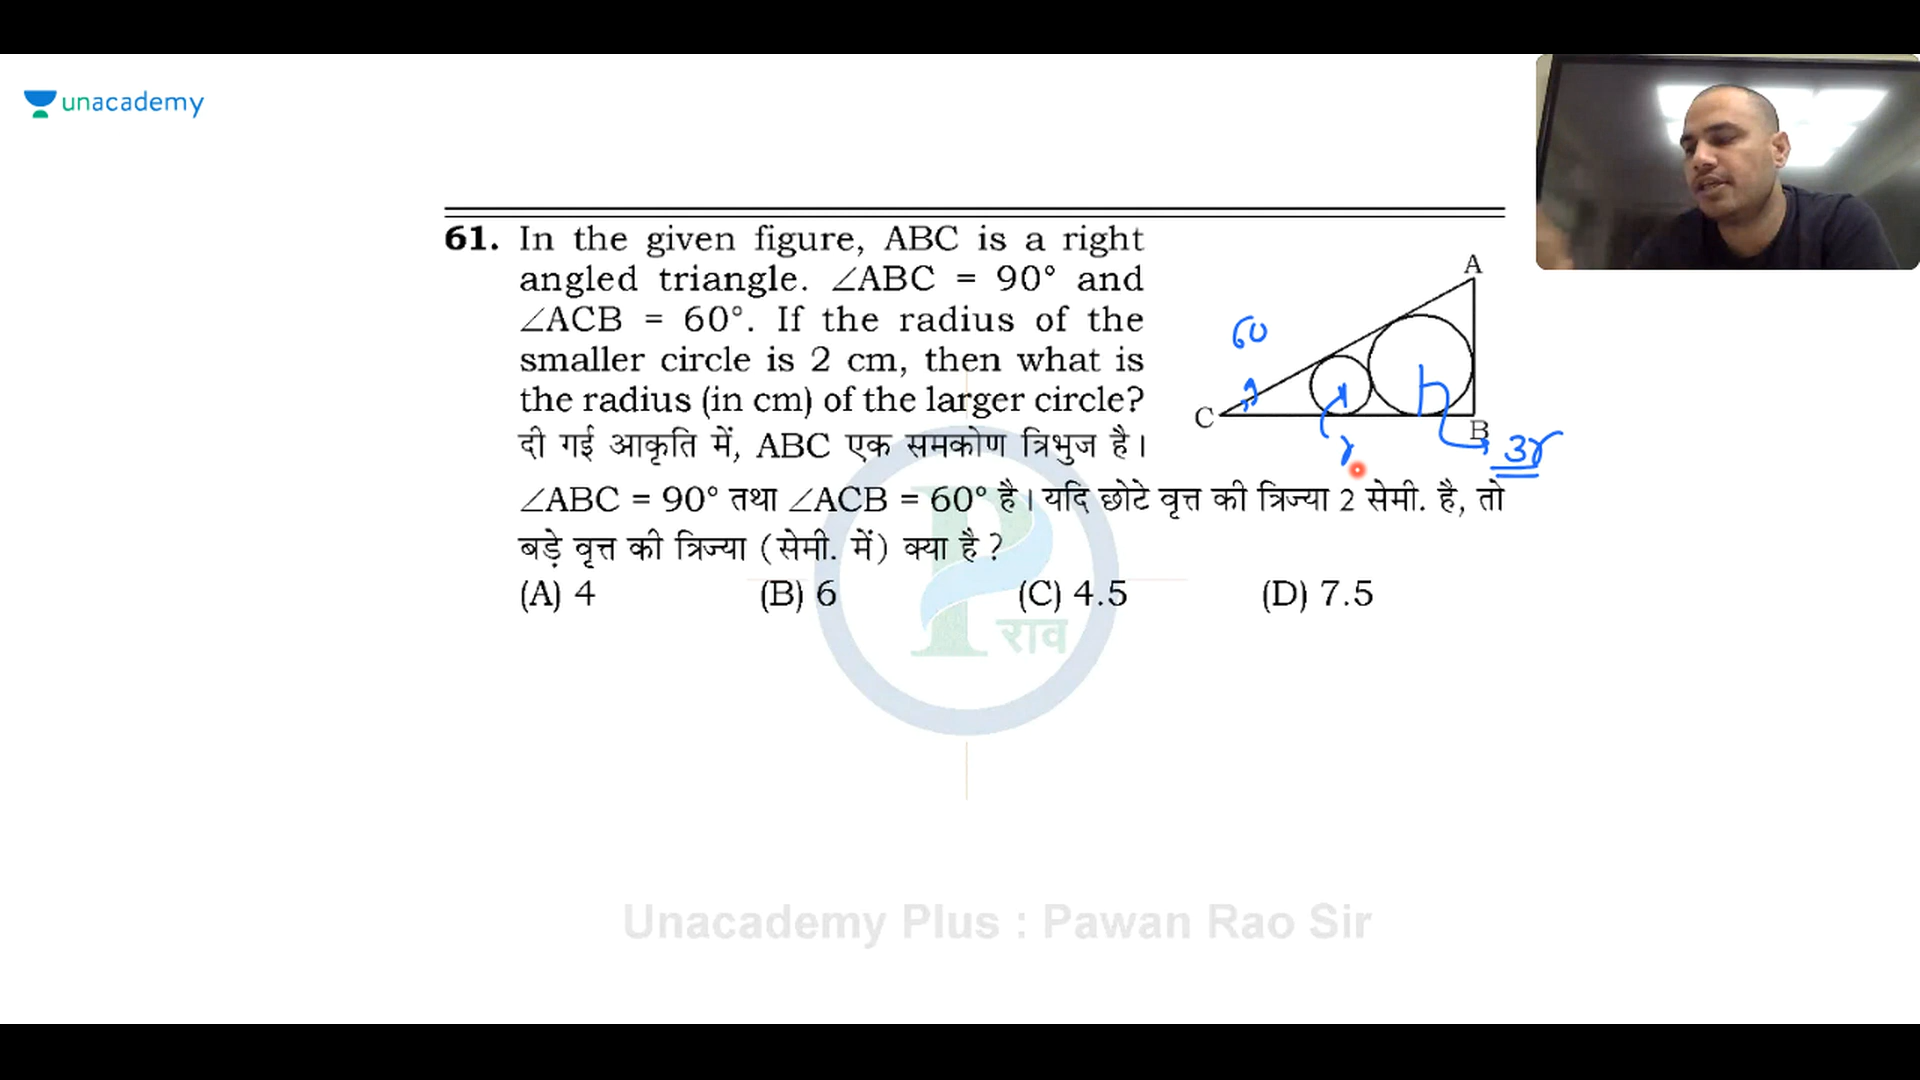 unacademy
61. In the given figure, ABC is a right
angled triangle. ∠ABC = 90° and
∠ACB = 60°. If the radius of the
smaller circle is 2 cm, then what is
the radius (in cm) of the larger circle?
दी गई आकृति में, ABC एक समकोण त्रिभुज है।
∠ABC = 90° तथा ∠ACB = 60° है। यदि छोटे वृत्त की त्रिज्या 2 सेमी. है, तो
बड़े वृत्त की त्रिज्या (सेमी. में) क्या है?
(A) 4 (B) 6 (C) 4.5 (D) 7.5
A
60
C
B
r
3r
राव
Unacademy Plus : Pawan Rao Sir